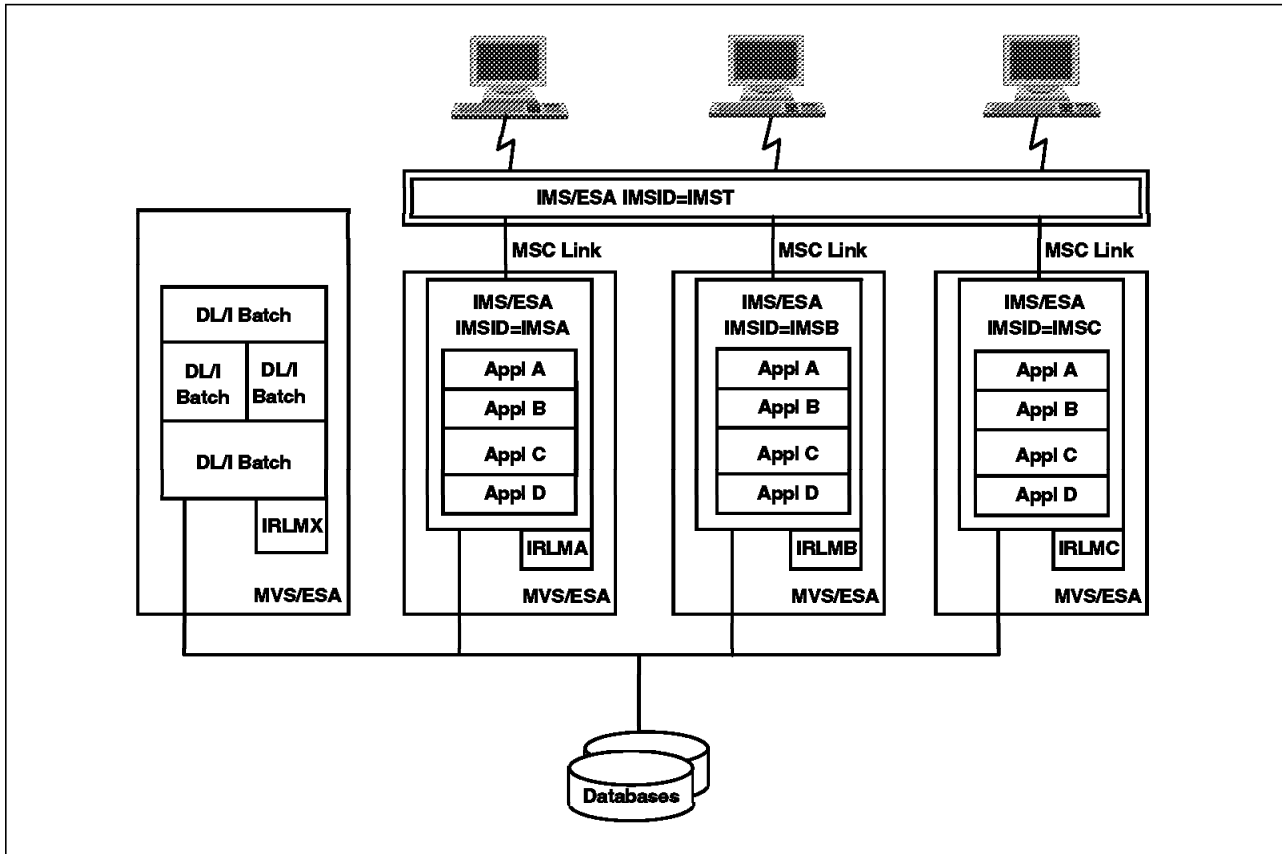 IMS/ESA IMSID=IMST
MSC Link
MSC Link
MSC Link
DL/I Batch
DL/I
Batch
DL/I
Batch
DL/I Batch
IRLMX
MVS/ESA
IMS/ESA
IMSID=IMSA
Appl A
Appl B
Appl C
Appl D
IRLMA
MVS/ESA
IMS/ESA
IMSID=IMSB
Appl A
Appl B
Appl C
Appl D
IRLMB
MVS/ESA
IMS/ESA
IMSID=IMSC
Appl A
Appl B
Appl C
Appl D
IRLMC
MVS/ESA
Databases